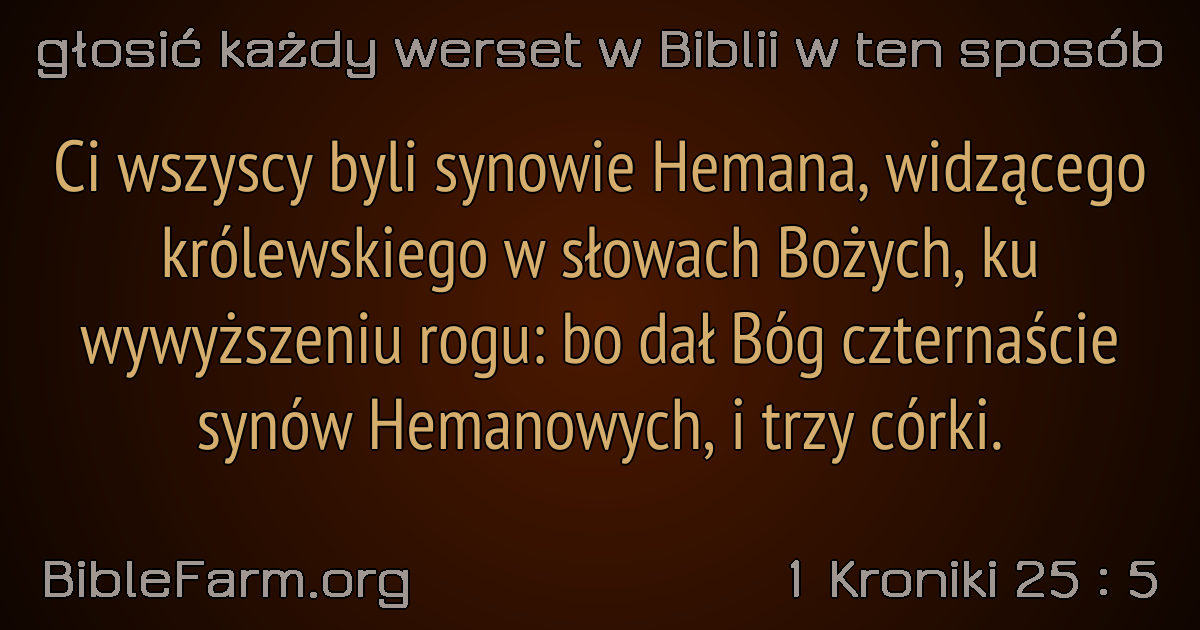 głosić każdy werset w Biblii w ten sposób
Ci wszyscy byli synowie Hemana, widzącego
królewskiego w słowach Bożych, ku
wywyższeniu rogu: bo dał Bóg czternaście
synów Hemanowych, i trzy córki.
BibleFarm.org
1 Kroniki 25 : 5